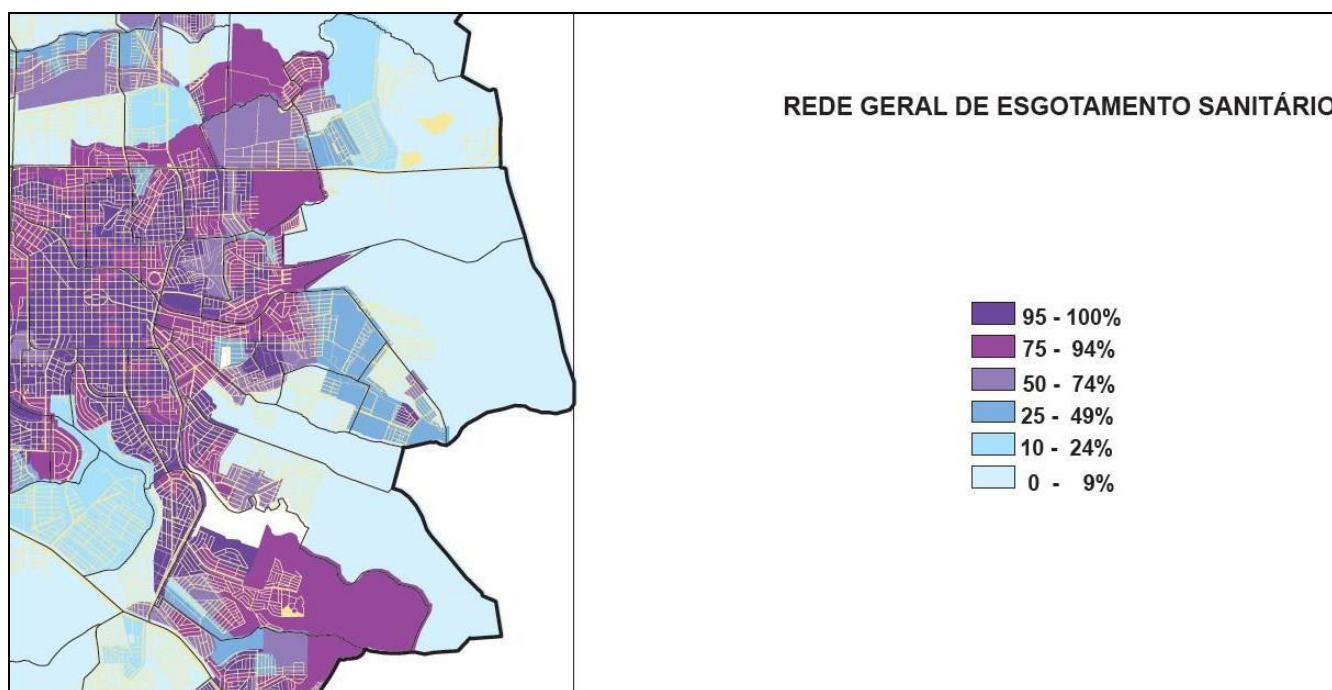 REDE GERAL DE ESGOTAMENTO SANITÁRIO
95 - 100%
75 - 94%
50 - 74%
25 - 49%
10 - 24%
0 - 9%